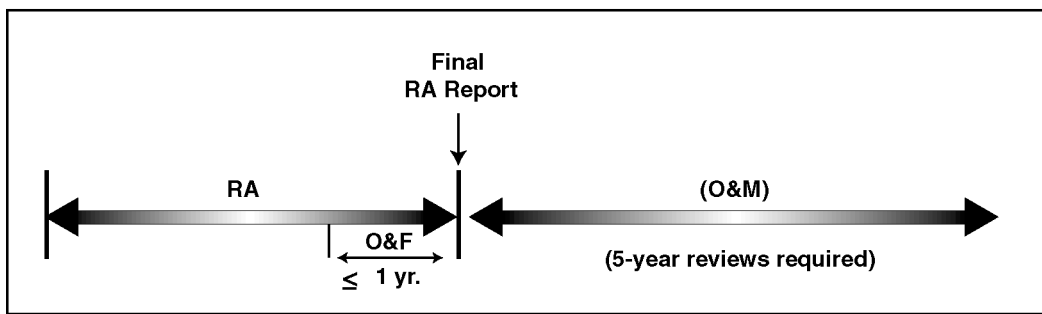 Final
RA Report
RA
(O&M)
O&F
≤ 1 yr.
(5-year reviews required)